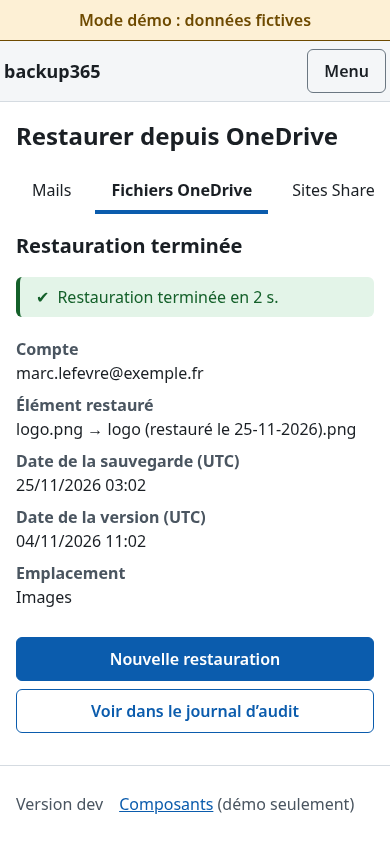 Mode démo : données fictives
backup365
Menu
Restaurer depuis OneDrive
Mails
Fichiers OneDrive
Sites Share
Restauration terminée
✔ Restauration terminée en 2 s.
Compte
marc.lefevre@exemple.fr
Élément restauré
logo.png → logo (restauré le 25-11-2026).png
Date de la sauvegarde (UTC)
25/11/2026 03:02
Date de la version (UTC)
04/11/2026 11:02
Emplacement
Images
Nouvelle restauration
Voir dans le journal d’audit
Version dev Composants (démo seulement)